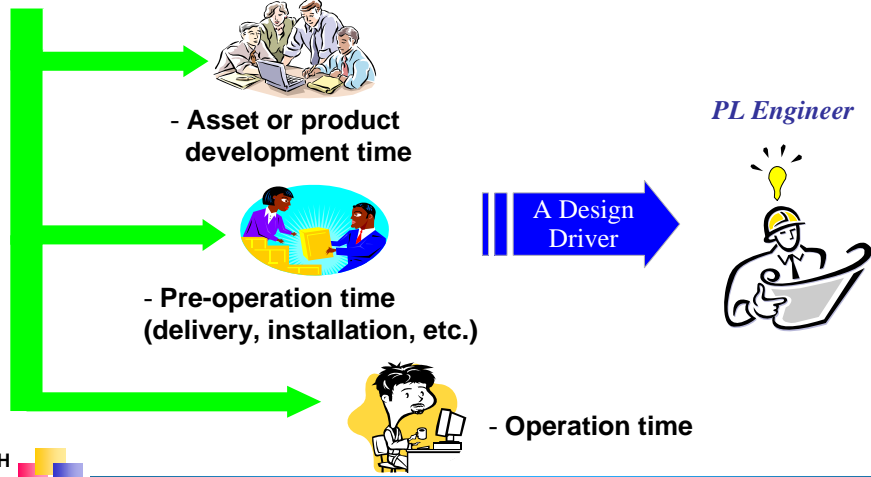 - Asset or product
development time
PL Engineer
A Design
Driver
- Pre-operation time
(delivery, installation, etc.)
- Operation time
H